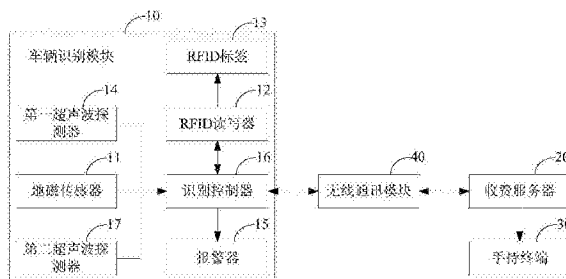 10
车辆识别模块
13
RFID标签
14
第一超声波探
测器
12
RFID读写器
11
地磁传感器
16
识别控制器
40
无线通讯模块
20
收费服务器
17
第二超声波探
测器
15
报警器
30
手持终端